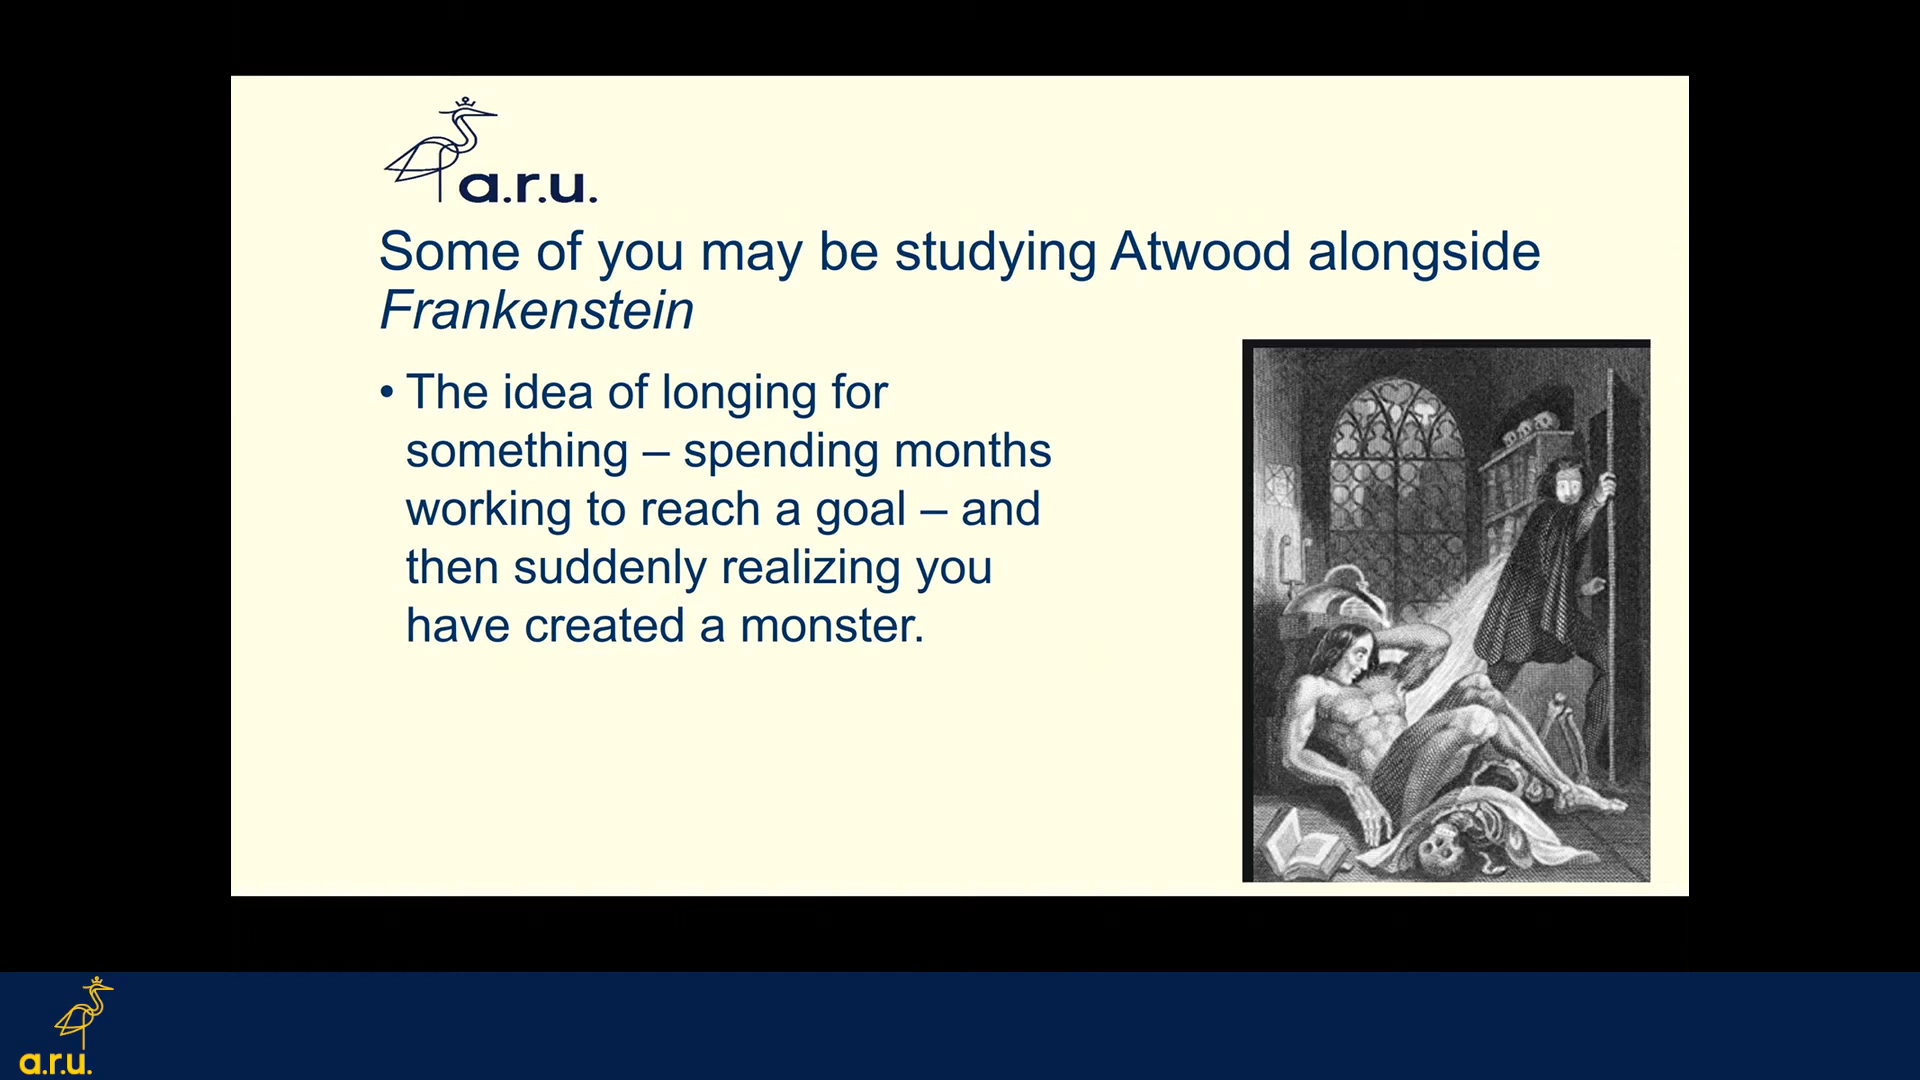 a.r.u.
Some of you may be studying Atwood alongside
Frankenstein
• The idea of longing for
something – spending months
working to reach a goal – and
then suddenly realizing you
have created a monster.
a.r.u.